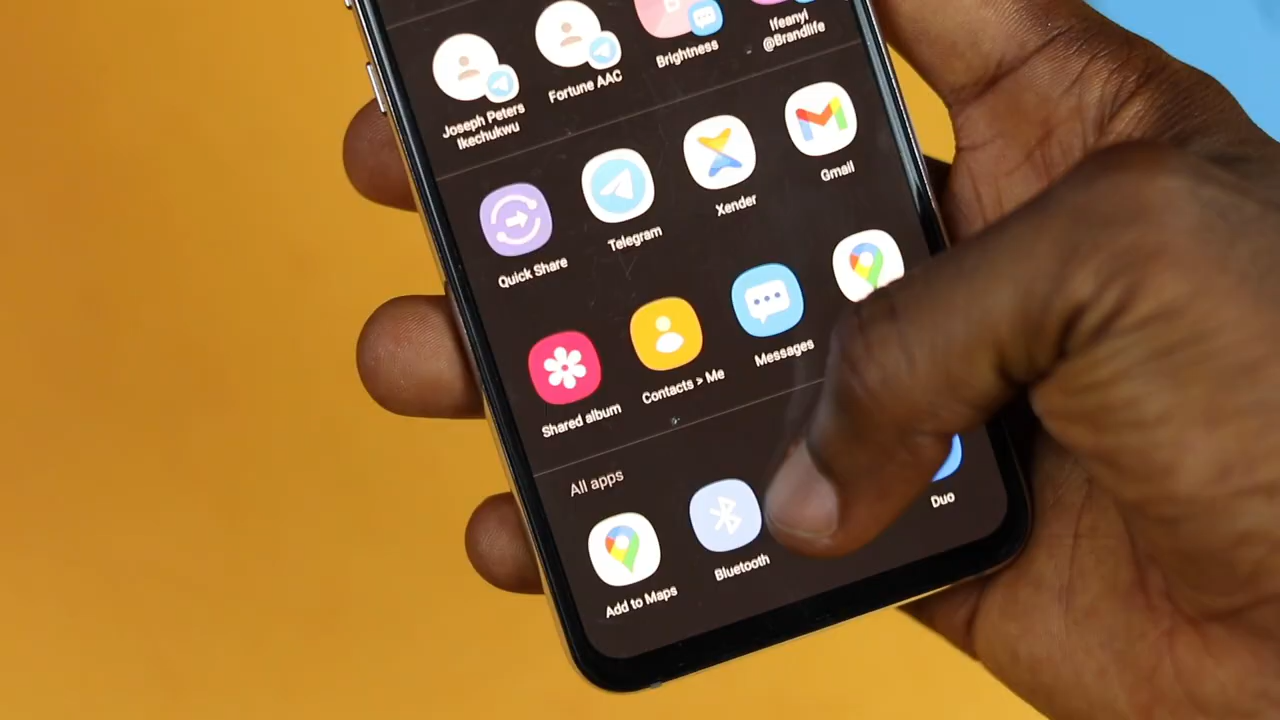 Joseph Peters
Ikechukwu
Fortune AAC
Brightness
Ifeanyi
@Brandlife
Quick Share
Telegram
Xender
Gmail
Shared album
Contacts > Me
Messages
All apps
Add to Maps
Bluetooth
Duo